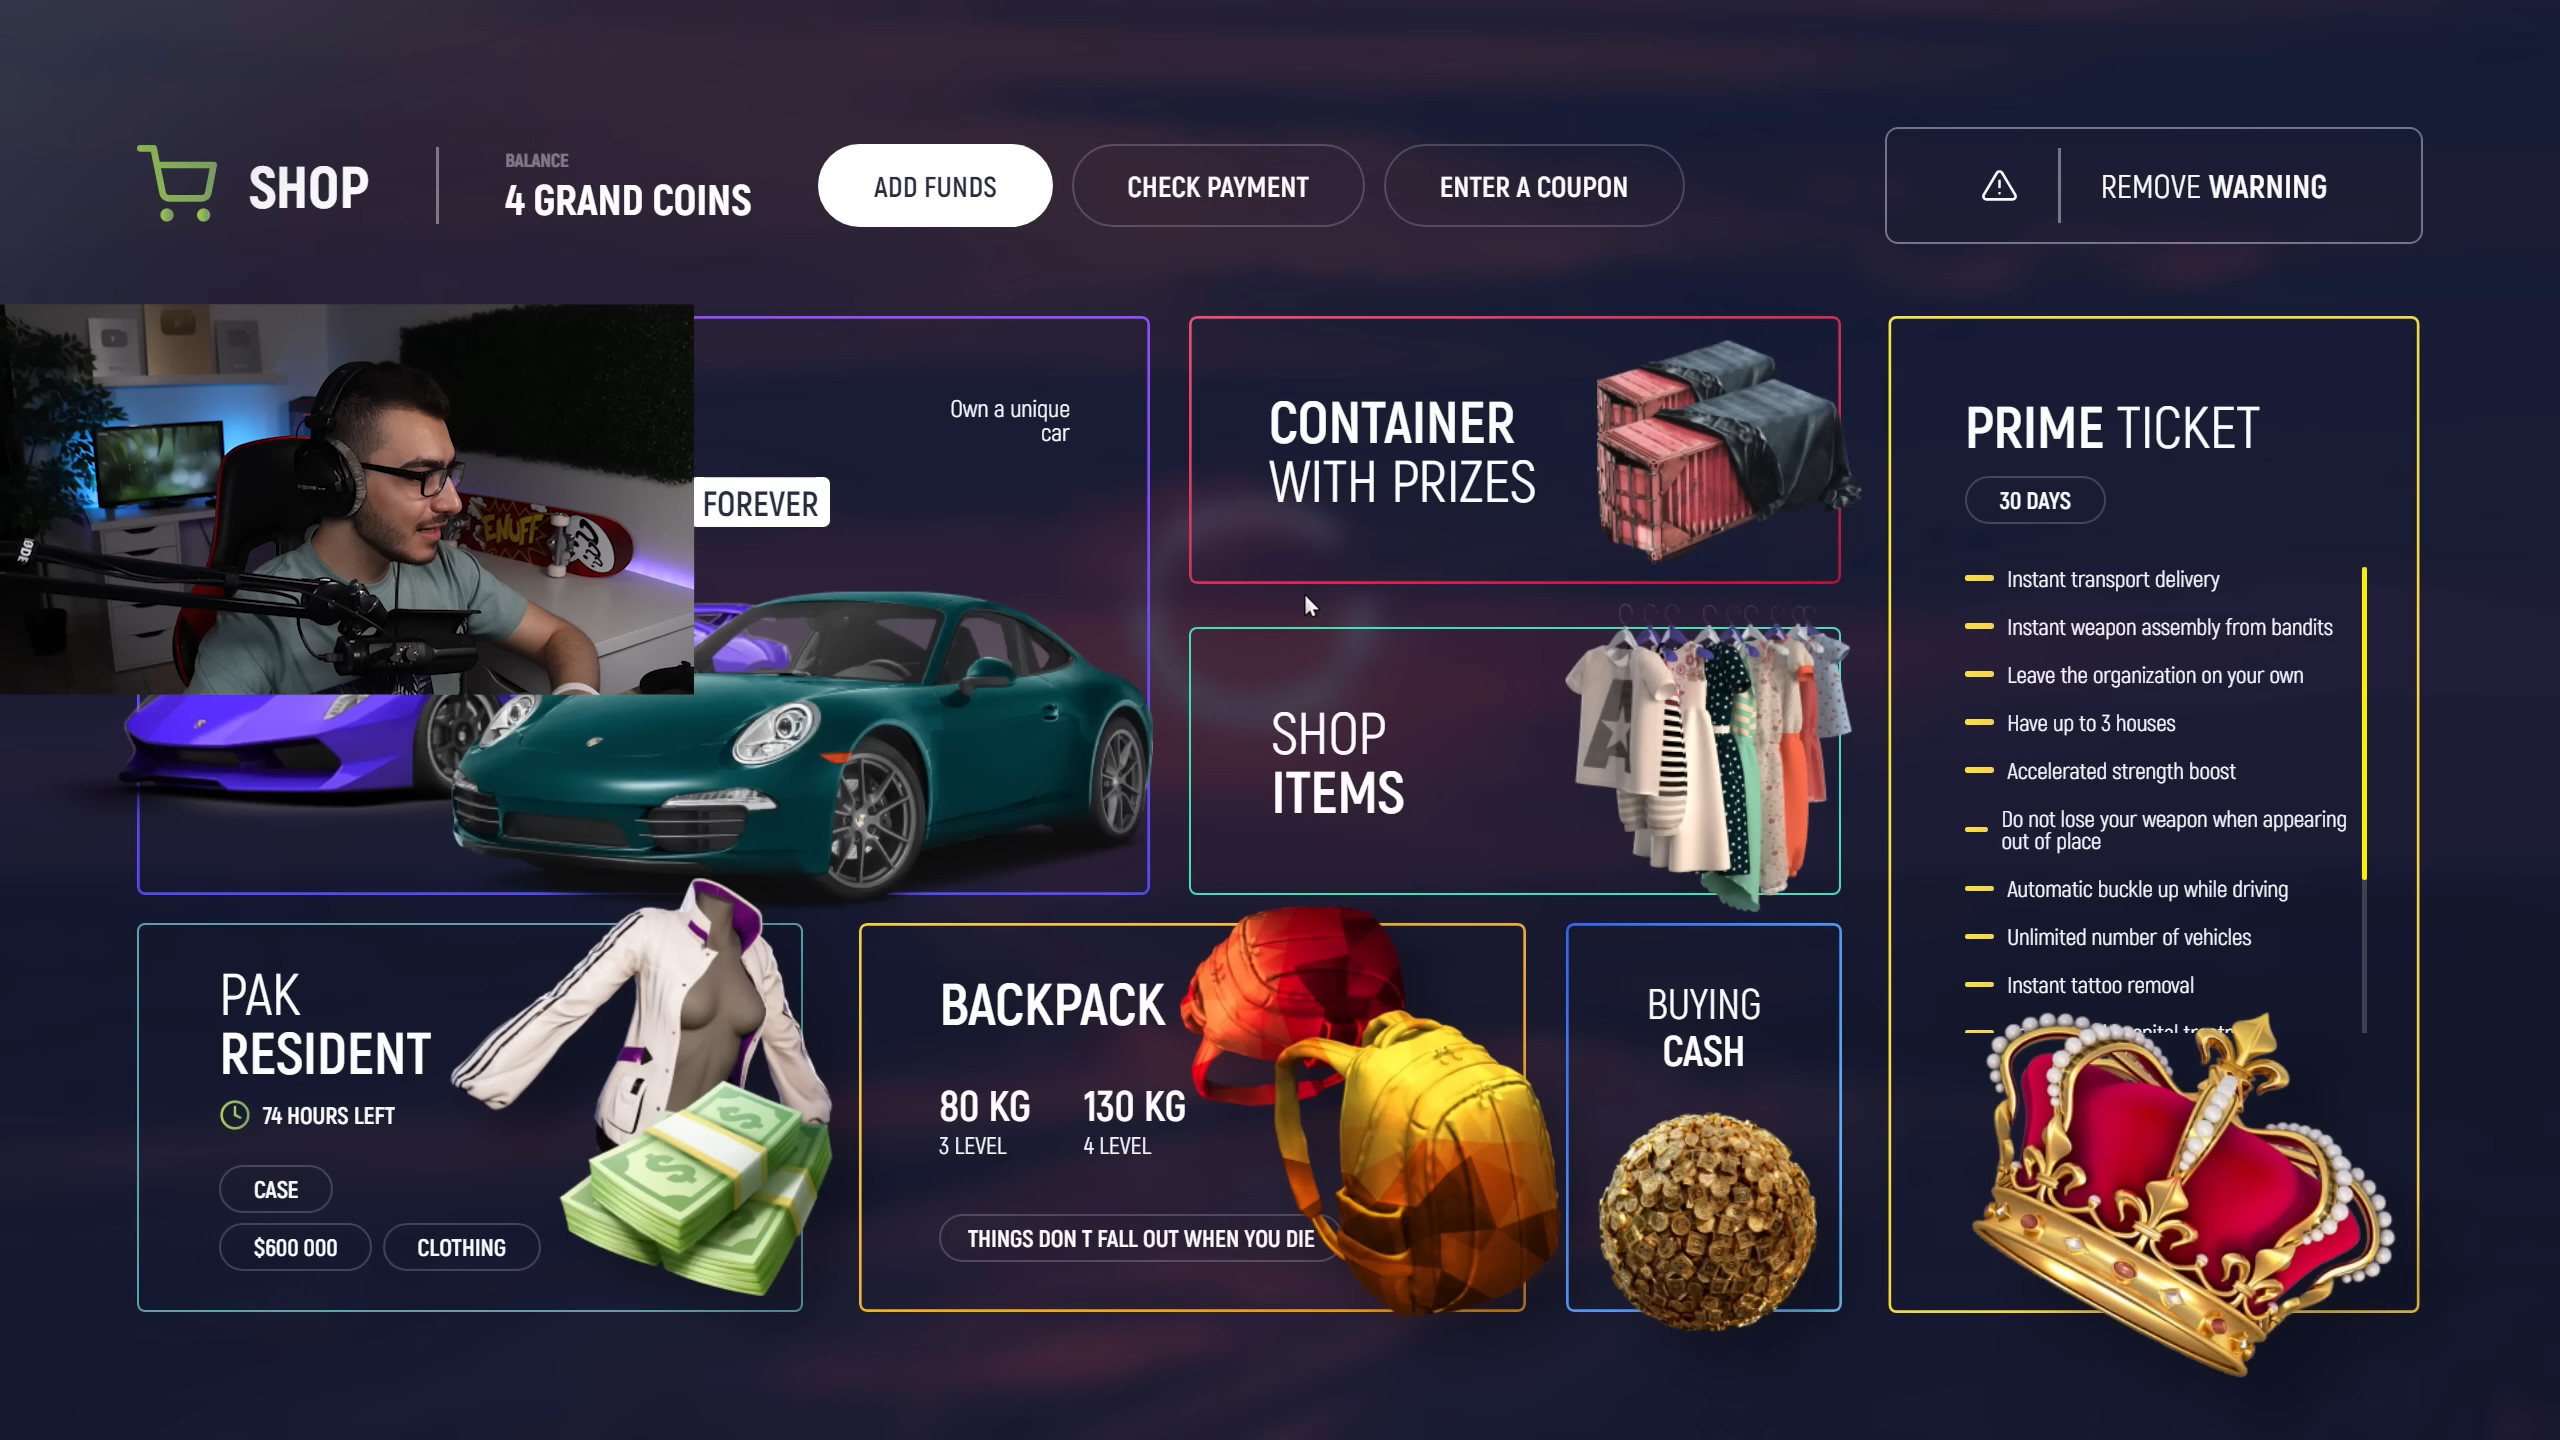 SHOP
BALANCE
4 GRAND COINS
ADD FUNDS
CHECK PAYMENT
ENTER A COUPON
REMOVE WARNING
Own a unique
car
FOREVER
ENUFF
CONTAINER
WITH PRIZES
SHOP
ITEMS
PRIME TICKET
30 DAYS
Instant transport delivery
Instant weapon assembly from bandits
Leave the organization on your own
Have up to 3 houses
Accelerated strength boost
Do not lose your weapon when appearing
out of place
Automatic buckle up while driving
Unlimited number of vehicles
Instant tattoo removal
PAK
RESIDENT
74 HOURS LEFT
CASE
$600 000
CLOTHING
BACKPACK
80 KG
3 LEVEL
130 KG
4 LEVEL
THINGS DON T FALL OUT WHEN YOU DIE
BUYING
CASH